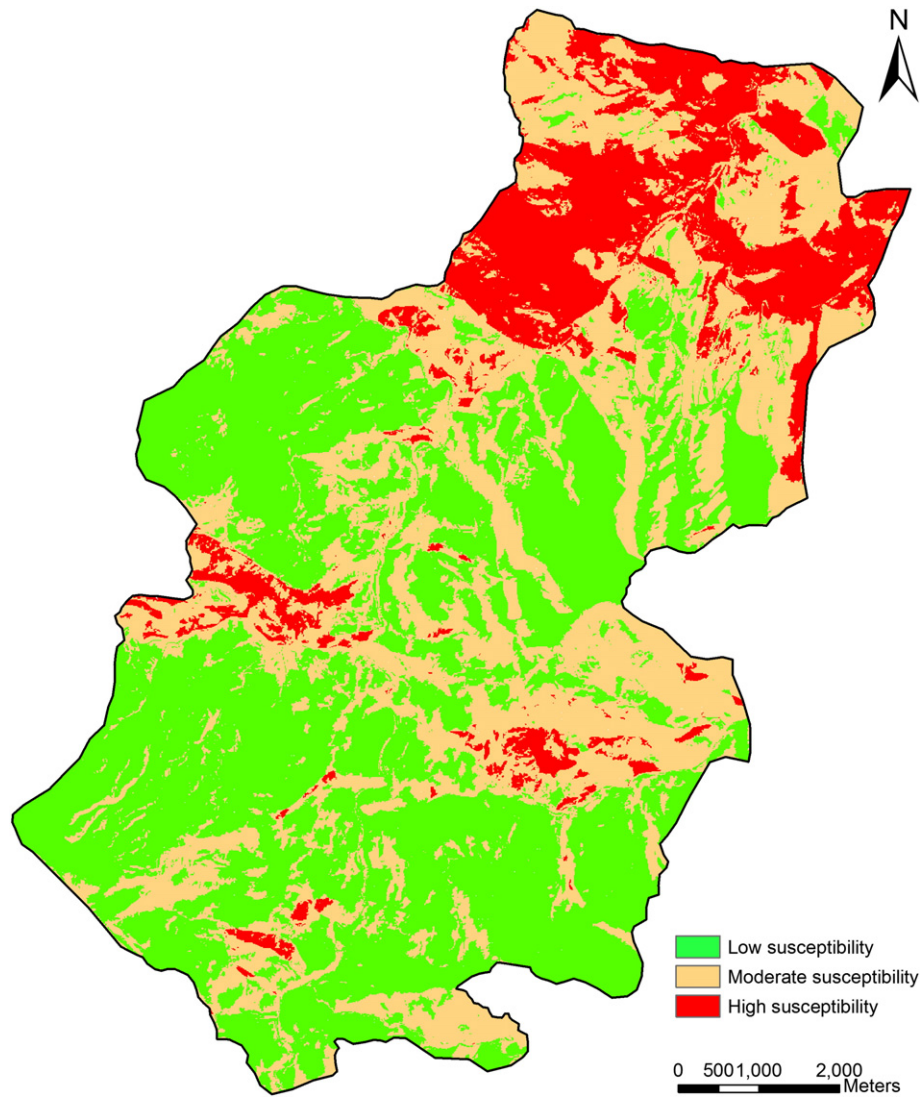 N
Low susceptibility
Moderate susceptibility
High susceptibility
0 5001,000 2,000
Meters